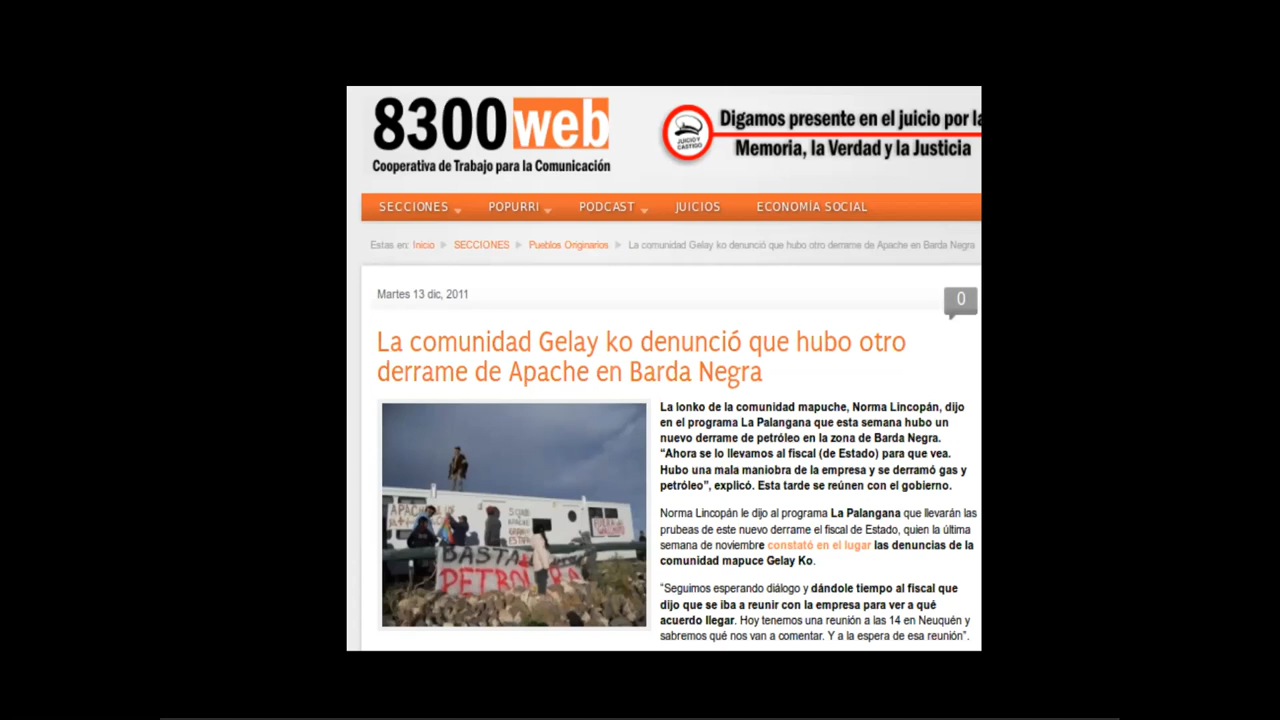 8300web
Cooperativa de Trabajo para la Comunicación
JUICIO Y
CASTIGO
Digamos presente en el juicio por la
Memoria, la Verdad y la Justicia
SECCIONES POPURRI PODCAST JUICIOS ECONOMÍA SOCIAL
Estas en: Inicio SECCIONES Pueblos Originarios La comunidad Gelay ko denunció que hubo otro derrame de Apache en Barda Negra
Martes 13 dic, 2011
0
La comunidad Gelay ko denunció que hubo otro
derrame de Apache en Barda Negra
La lonko de la comunidad mapuche, Norma Lincopán, dijo
en el programa La Palangana que esta semana hubo un
nuevo derrame de petróleo en la zona de Barda Negra.
“Ahora se lo llevamos al fiscal (de Estado) para que vea.
Hubo una mala maniobra de la empresa y se derramó gas y
petróleo”, explicó. Esta tarde se reúnen con el gobierno.
Norma Lincopán le dijo al programa La Palangana que llevarán las
prubeas de este nuevo derrame el fiscal de Estado, quien la última
semana de noviembre constató en el lugar las denuncias de la
comunidad mapuce Gelay Ko.
“Seguimos esperando diálogo y dándole tiempo al fiscal que
dijo que se iba a reunir con la empresa para ver a qué
acuerdo llegar. Hoy tenemos una reunión a las 14 en Neuquén y
sabremos qué nos van a comentar. Y a la espera de esa reunión”.
BASTA